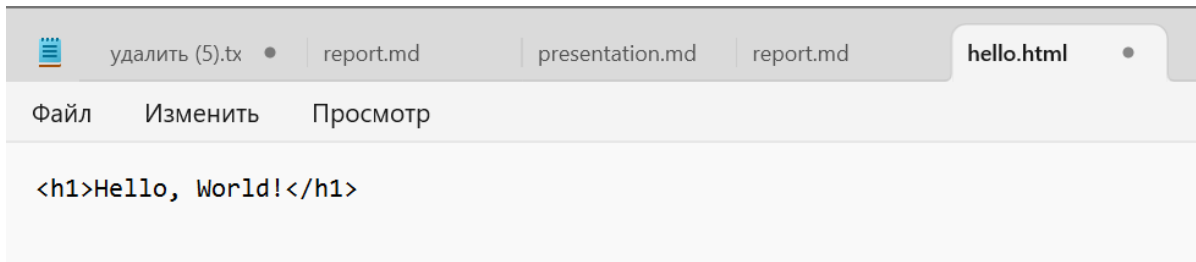 удалить (5).tx
report.md
presentation.md
report.md
hello.html
Файл Изменить Просмотр
<h1>Hello, World!</h1>